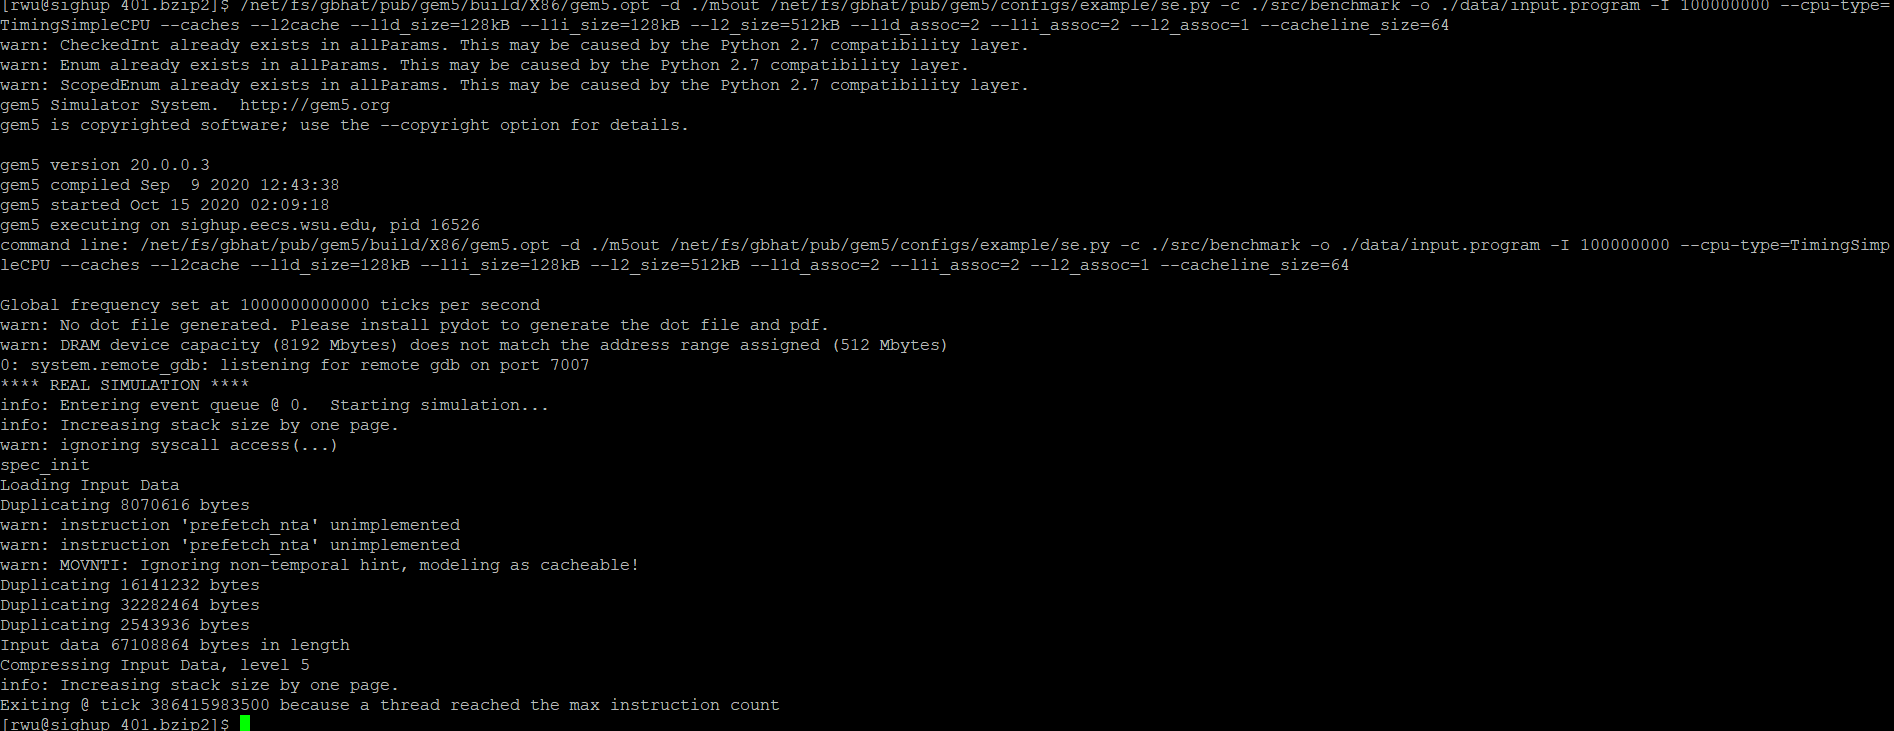 [rwu@sighup 401.bzip2]$ /net/fs/gbhat/pub/gem5/build/X86/gem5.opt -d ./m5out /net/fs/gbhat/pub/gem5/configs/example/se.py -c ./src/benchmark -o ./data/input.program -I 100000000 --cpu-type=
TimingSimpleCPU --caches --l2cache --l1d_size=128kB --l1i_size=128kB --l2_size=512kB --l1d_assoc=2 --l1i_assoc=2 --l2_assoc=1 --cacheline_size=64
warn: CheckedInt already exists in allParams. This may be caused by the Python 2.7 compatibility layer.
warn: Enum already exists in allParams. This may be caused by the Python 2.7 compatibility layer.
warn: ScopedEnum already exists in allParams. This may be caused by the Python 2.7 compatibility layer.
gem5 Simulator System.  http://gem5.org
gem5 is copyrighted software; use the --copyright option for details.
gem5 version 20.0.0.3
gem5 compiled Sep  9 2020 12:43:38
gem5 started Oct 15 2020 02:09:18
gem5 executing on sighup.eecs.wsu.edu, pid 16526
command line: /net/fs/gbhat/pub/gem5/build/X86/gem5.opt -d ./m5out /net/fs/gbhat/pub/gem5/configs/example/se.py -c ./src/benchmark -o ./data/input.program -I 100000000 --cpu-type=TimingSimp
leCPU --caches --l2cache --l1d_size=128kB --l1i_size=128kB --l2_size=512kB --l1d_assoc=2 --l1i_assoc=2 --l2_assoc=1 --cacheline_size=64
Global frequency set at 1000000000000 ticks per second
warn: No dot file generated. Please install pydot to generate the dot file and pdf.
warn: DRAM device capacity (8192 Mbytes) does not match the address range assigned (512 Mbytes)
0: system.remote_gdb: listening for remote gdb on port 7007
**** REAL SIMULATION ****
info: Entering event queue @ 0.  Starting simulation...
info: Increasing stack size by one page.
warn: ignoring syscall access(...)
spec_init
Loading Input Data
Duplicating 8070616 bytes
warn: instruction 'prefetch_nta' unimplemented
warn: instruction 'prefetch_nta' unimplemented
warn: MOVNTI: Ignoring non-temporal hint, modeling as cacheable!
Duplicating 16141232 bytes
Duplicating 32282464 bytes
Duplicating 2543936 bytes
Input data 67108864 bytes in length
Compressing Input Data, level 5
info: Increasing stack size by one page.
Exiting @ tick 386415983500 because a thread reached the max instruction count
[rwu@sighup 401.bzip2]$